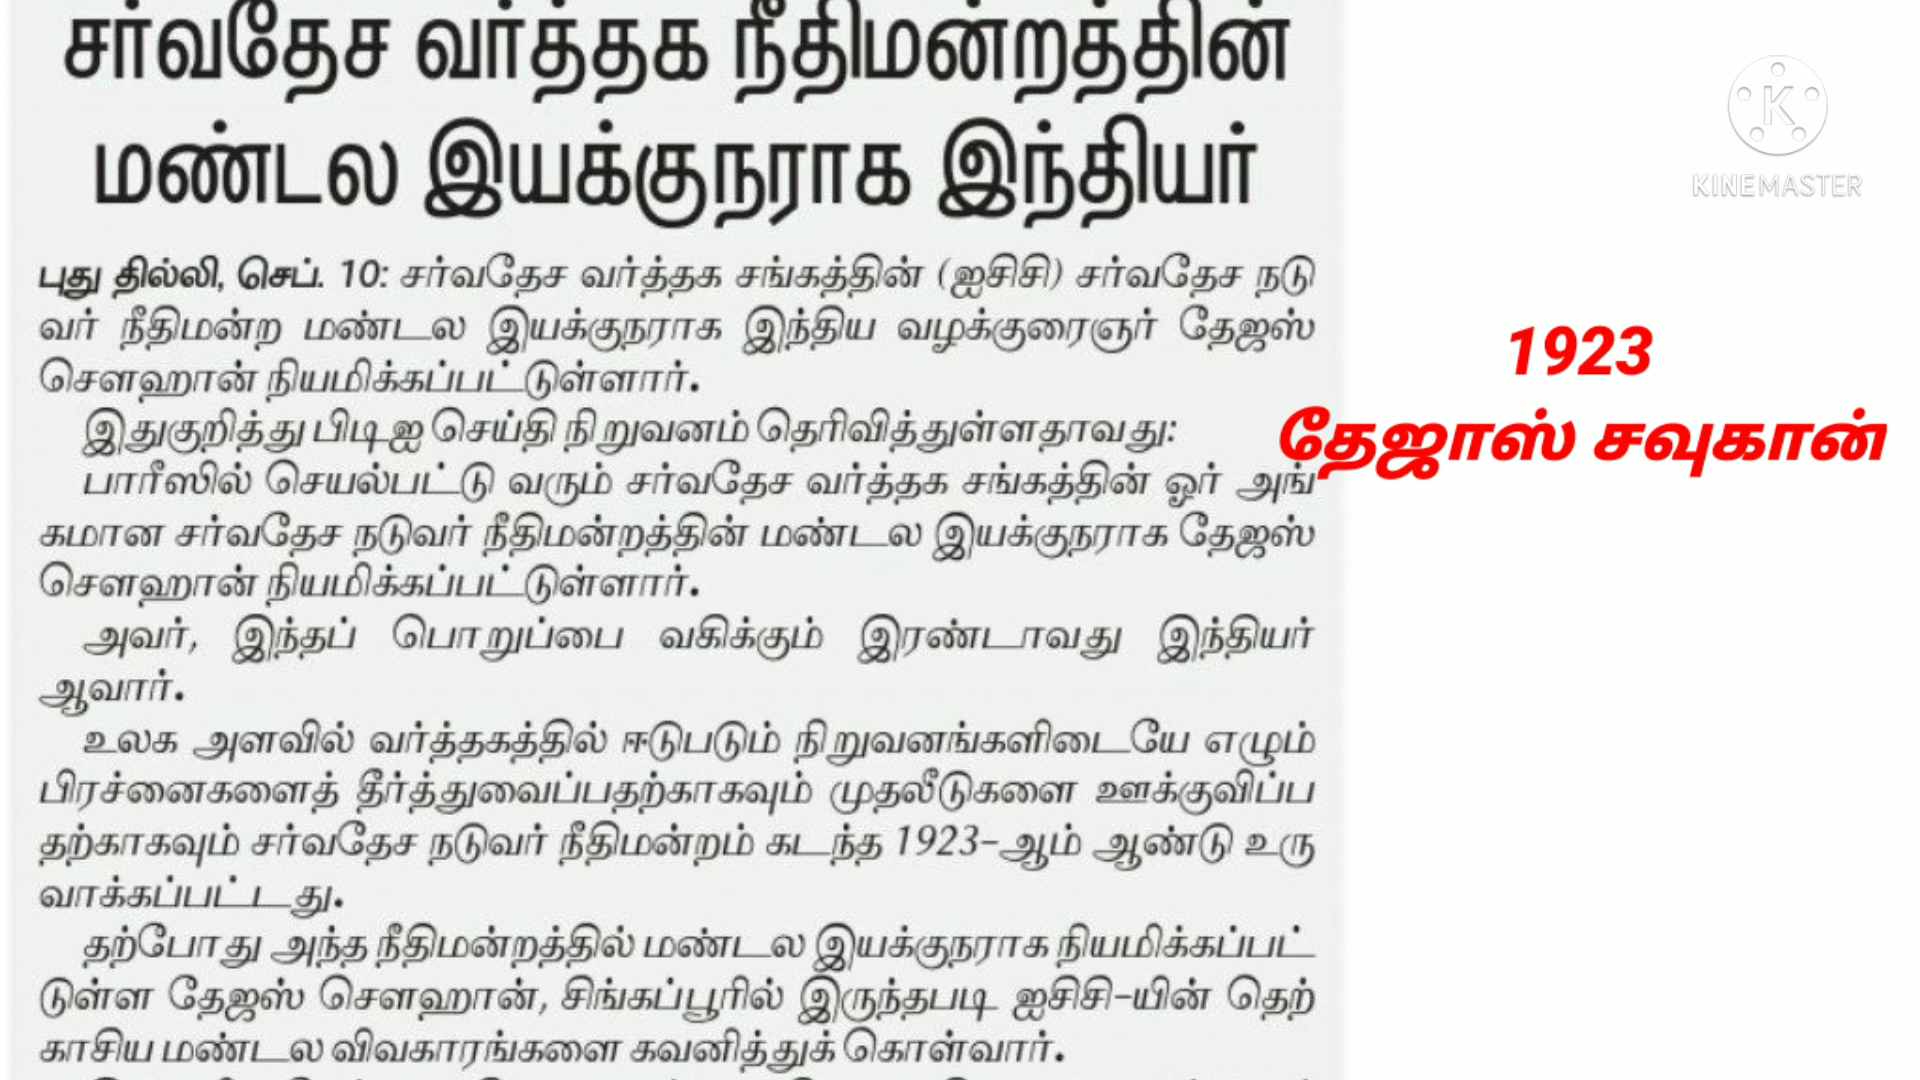 சர்வதேச வர்த்தக நீதிமன்றத்தின்
மண்டல இயக்குநராக இந்தியர்
புது தில்லி, செப். 10: சர்வதேச வர்த்தக சங்கத்தின் (ஐசிசி) சர்வதேச நடு
வர் நீதிமன்ற மண்டல இயக்குநராக இந்திய வழக்குரைஞர் தேஜஸ்
சௌஹான் நியமிக்கப்பட்டுள்ளார்.
இதுகுறித்து பிடிஐ செய்தி நிறுவனம் தெரிவித்துள்ளதாவது:
பாரீஸில் செயல்பட்டு வரும் சர்வதேச வர்த்தக சங்கத்தின் ஓர் அங்
கமான சர்வதேச நடுவர் நீதிமன்றத்தின் மண்டல இயக்குநராக தேஜஸ்
சௌஹான் நியமிக்கப்பட்டுள்ளார்.
அவர், இந்தப் பொறுப்பை வகிக்கும் இரண்டாவது இந்தியர்
ஆவார்.
உலக அளவில் வர்த்தகத்தில் ஈடுபடும் நிறுவனங்களிடையே எழும்
பிரச்னைகளைத் தீர்த்துவைப்பதற்காகவும் முதலீடுகளை ஊக்குவிப்ப
தற்காகவும் சர்வதேச நடுவர் நீதிமன்றம் கடந்த 1923-ஆம் ஆண்டு உரு
வாக்கப்பட்டது.
தற்போது அந்த நீதிமன்றத்தில் மண்டல இயக்குநராக நியமிக்கப்பட்
டுள்ள தேஜஸ் சௌஹான், சிங்கப்பூரில் இருந்தபடி ஐசிசி-யின் தெற்
காசிய மண்டல விவகாரங்களை கவனித்துக் கொள்வார்.
1923
தேஜாஸ் சவுகான்
K
KINEMASTER